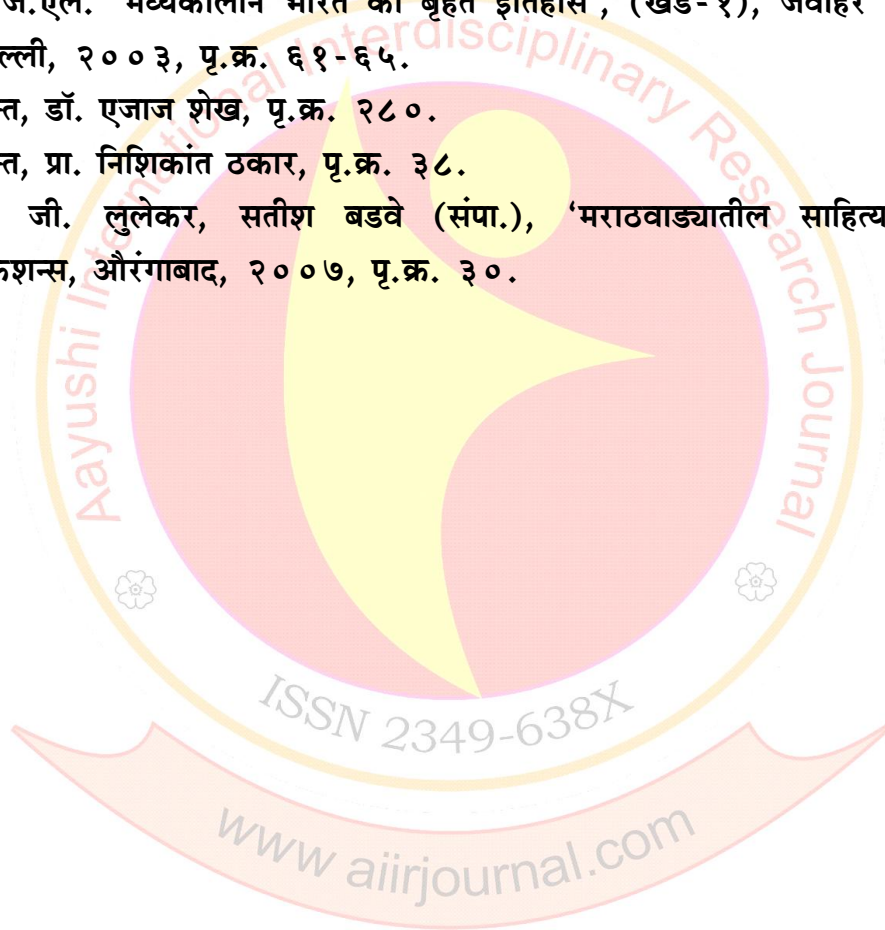 जे.एल. 'मध्यकालीन भारत का बृहत इतिहास', (खंड-१), जवाहर
ल्ली, २००३, पृ.क्र. ६१-६५.
त, डॉ. एजाज शेख, पृ.क्र. २८०.
त, प्रा. निशिकांत ठकार, पृ.क्र. ३८.
जी. लुलेकर, सतीश बडवे (संपा.), 'मराठवाड्यातील साहित्य
कशन्स, औरंगाबाद, २००७, पृ.क्र. ३०.
Aayushi International Interdisciplinary Research Journal
ISSN 2349-638X
www aiirjournal.com